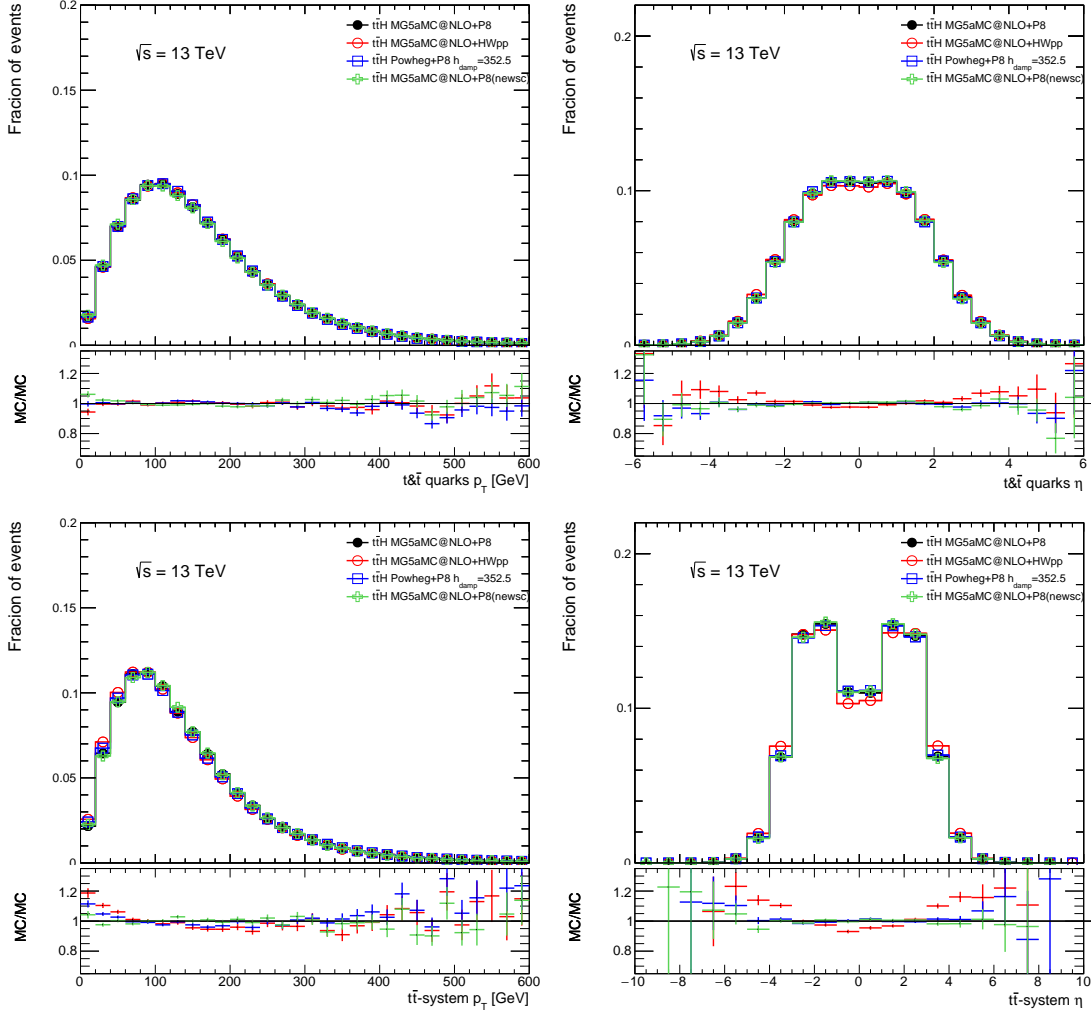 Fracion of events
0.2
0.15
0.1
0.05
0
√s = 13 TeV
tt̄H MG5aMC@NLO+P8
tt̄H MG5aMC@NLO+HWpp
tt̄H Powheg+P8 h_damp=352.5
tt̄H MG5aMC@NLO+P8(newsc)
MC/MC
1.2
1
0.8
0 100 200 300 400 500 600
t&t̄ quarks p_T [GeV]
Fracion of events
0.2
0.1
0
√s = 13 TeV
tt̄H MG5aMC@NLO+P8
tt̄H MG5aMC@NLO+HWpp
tt̄H Powheg+P8 h_damp=352.5
tt̄H MG5aMC@NLO+P8(newsc)
MC/MC
1.2
1
0.8
−6 −4 −2 0 2 4 6
t&t̄ quarks η
Fracion of events
0.2
0.15
0.1
0.05
0
√s = 13 TeV
tt̄H MG5aMC@NLO+P8
tt̄H MG5aMC@NLO+HWpp
tt̄H Powheg+P8 h_damp=352.5
tt̄H MG5aMC@NLO+P8(newsc)
MC/MC
1.2
1
0.8
0 100 200 300 400 500 600
tt̄-system p_T [GeV]
Fracion of events
0.2
0.1
0
√s = 13 TeV
tt̄H MG5aMC@NLO+P8
tt̄H MG5aMC@NLO+HWpp
tt̄H Powheg+P8 h_damp=352.5
tt̄H MG5aMC@NLO+P8(newsc)
MC/MC
1.2
1
0.8
−10 −8 −6 −4 −2 0 2 4 6 8 10
tt̄-system η